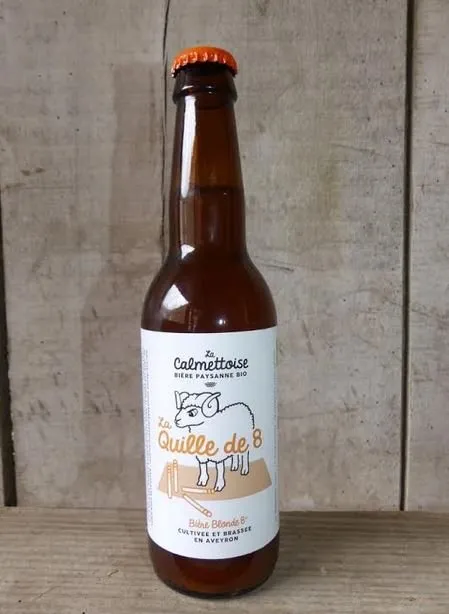 La
Calmettoise
BIÈRE PAYSANNE BIO
La
Quille de 8
Bière Blonde 8°
CULTIVÉE ET BRASSÉE
EN AVEYRON